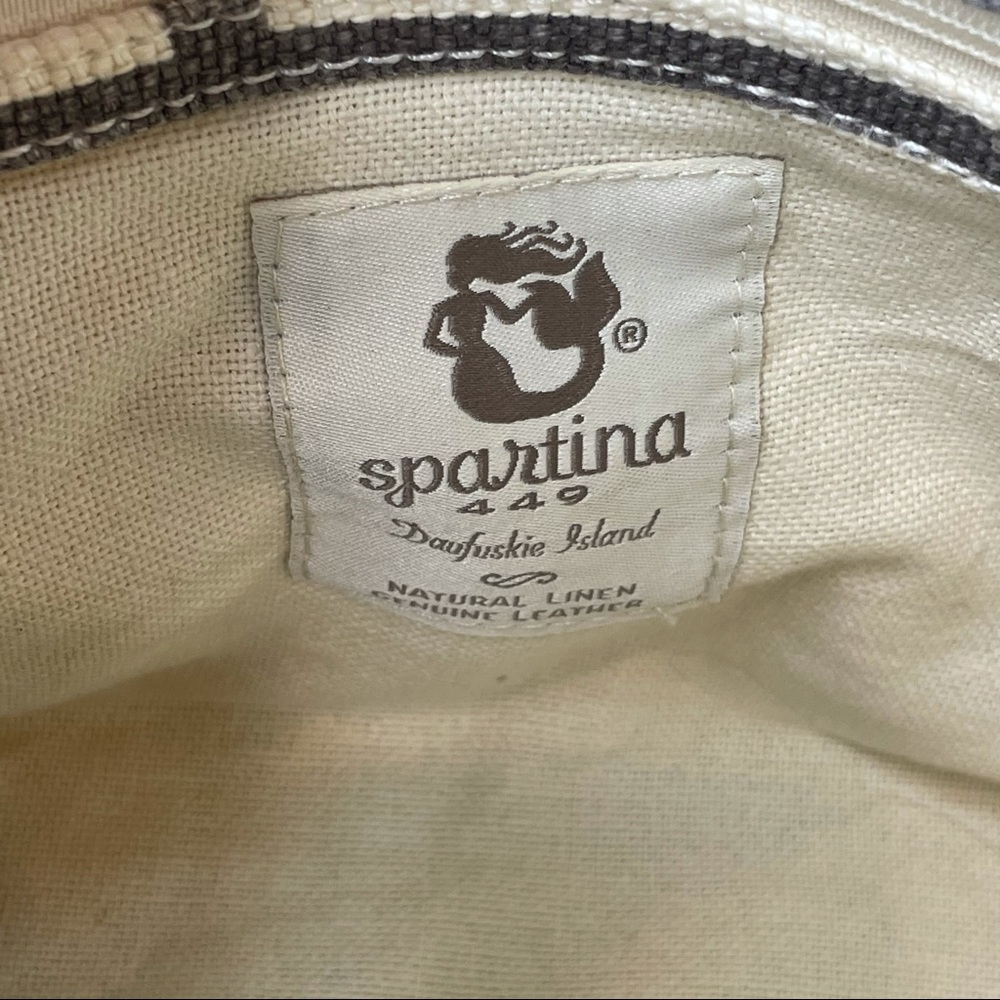 ®
spartina
449
Daufuskie Island
NATURAL LINEN
GENUINE LEATHER